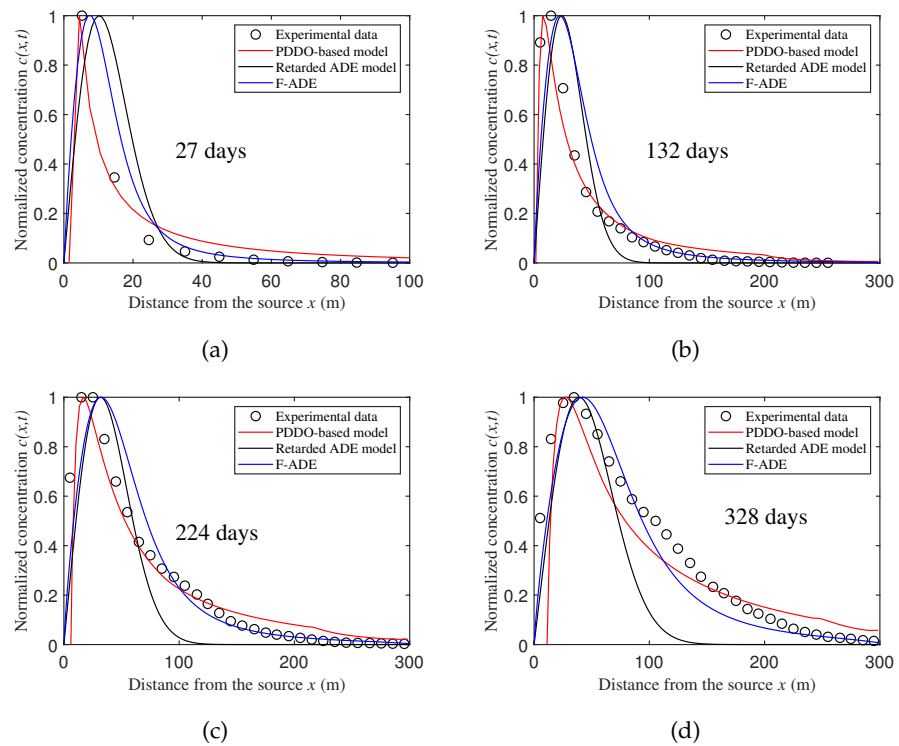 Normalized concentration c(x,t)
1
0.8
0.6
0.4
0.2
0
0 20 40 60 80 100
Distance from the source x (m)
Experimental data
PDDO-based model
Retarded ADE model
F-ADE
27 days
(a)
Normalized concentration c(x,t)
1
0.8
0.6
0.4
0.2
0
0 100 200 300
Distance from the source x (m)
Experimental data
PDDO-based model
Retarded ADE model
F-ADE
132 days
(b)
Normalized concentration c(x,t)
1
0.8
0.6
0.4
0.2
0
0 100 200 300
Distance from the source x (m)
Experimental data
PDDO-based model
Retarded ADE model
F-ADE
224 days
(c)
Normalized concentration c(x,t)
1
0.8
0.6
0.4
0.2
0
0 100 200 300
Distance from the source x (m)
Experimental data
PDDO-based model
Retarded ADE model
F-ADE
328 days
(d)